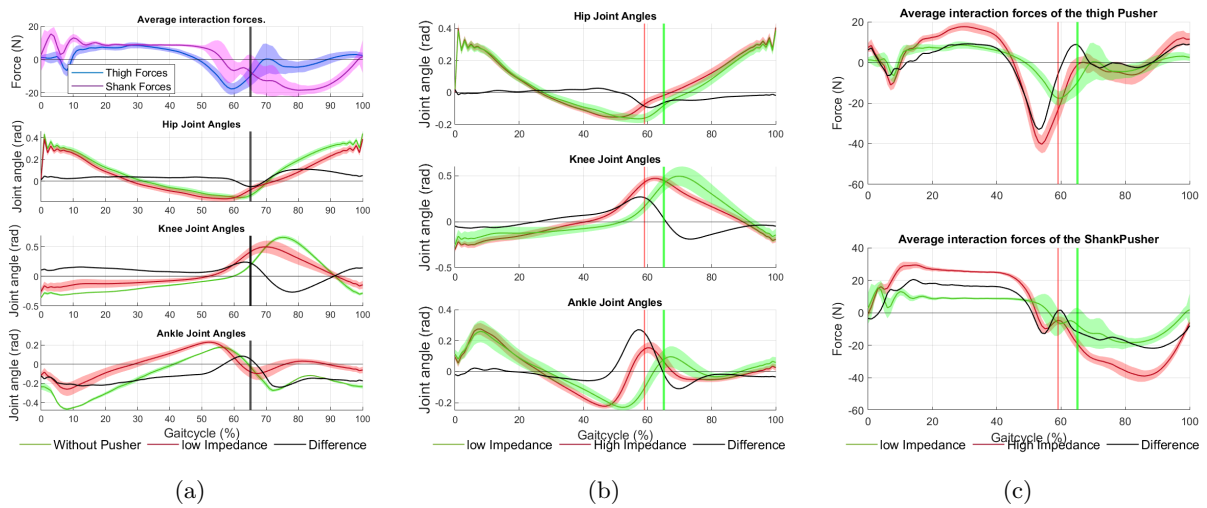 Average interaction forces.
Force (N)
20
0
-20
Thigh Forces
Shank Forces
0 10 20 30 40 50 60 70 80 90 100
Hip Joint Angles
Joint angle (rad)
0.4
0.2
0
0 10 20 30 40 50 60 70 80 90 100
Knee Joint Angles
Joint angle (rad)
0.5
0
-0.5
0 10 20 30 40 50 60 70 80 90 100
Ankle Joint Angles
Joint angle (rad)
0.2
0
-0.2
-0.4
0 10 20 30 40 50 60 70 80 90 100
Gaitcycle (%)
Without Pusher low Impedance Difference
(a)
Hip Joint Angles
Joint angle (rad)
0.4
0.2
0
-0.2
0 20 40 60 80 100
Knee Joint Angles
Joint angle (rad)
0.5
0
-0.5
0 20 40 60 80 100
Ankle Joint Angles
Joint angle (rad)
0.4
0.2
0
-0.2
0 20 40 60 80 100
Gaitcycle (%)
low Impedance High Impedance Difference
(b)
Average interaction forces of the thigh Pusher
Force (N)
20
0
-20
-40
-60
0 20 40 60 80 100
Average interaction forces of the ShankPusher
Force (N)
40
20
0
-20
-40
-60
0 20 40 60 80 100
Gaitcycle (%)
low Impedance High Impedance Difference
(c)